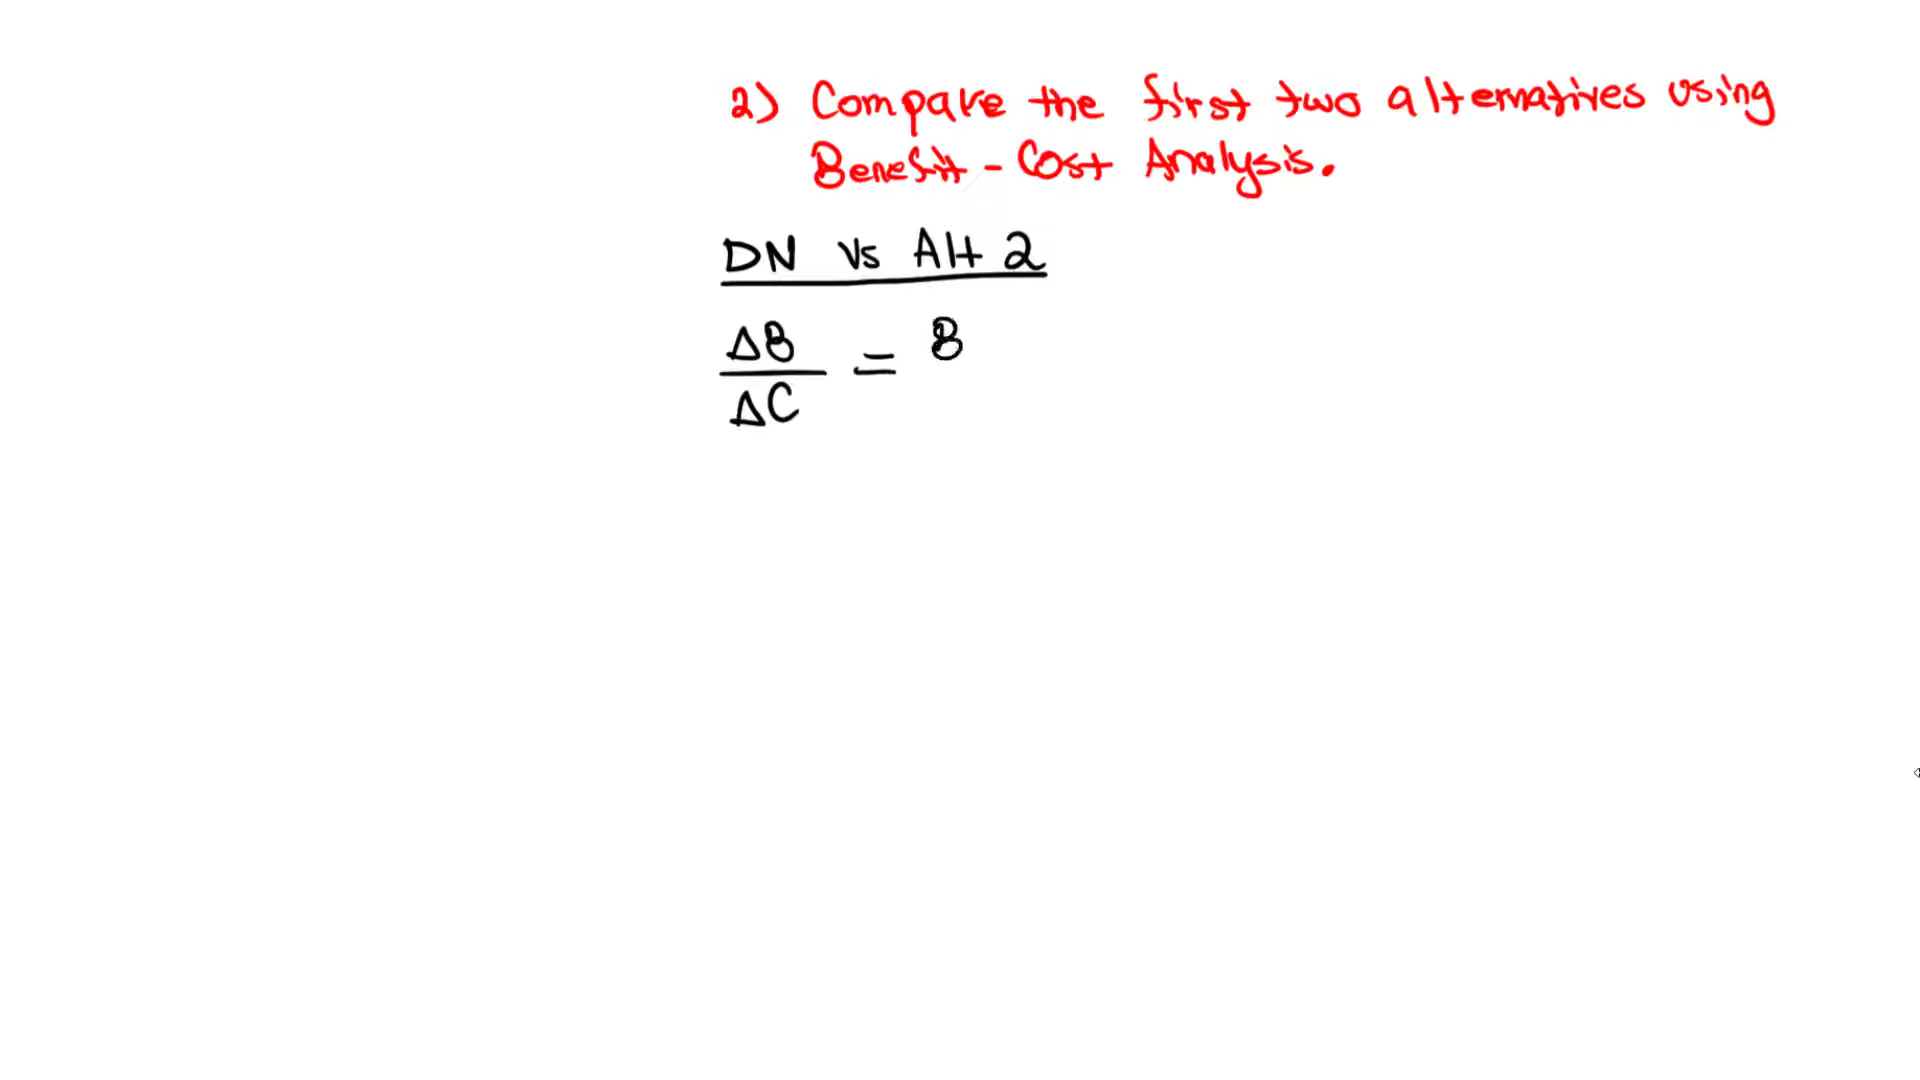 2) Compare the first two alternatives using
Benefit - Cost Analysis.
DN vs Alt 2
ΔB
ΔC
= B